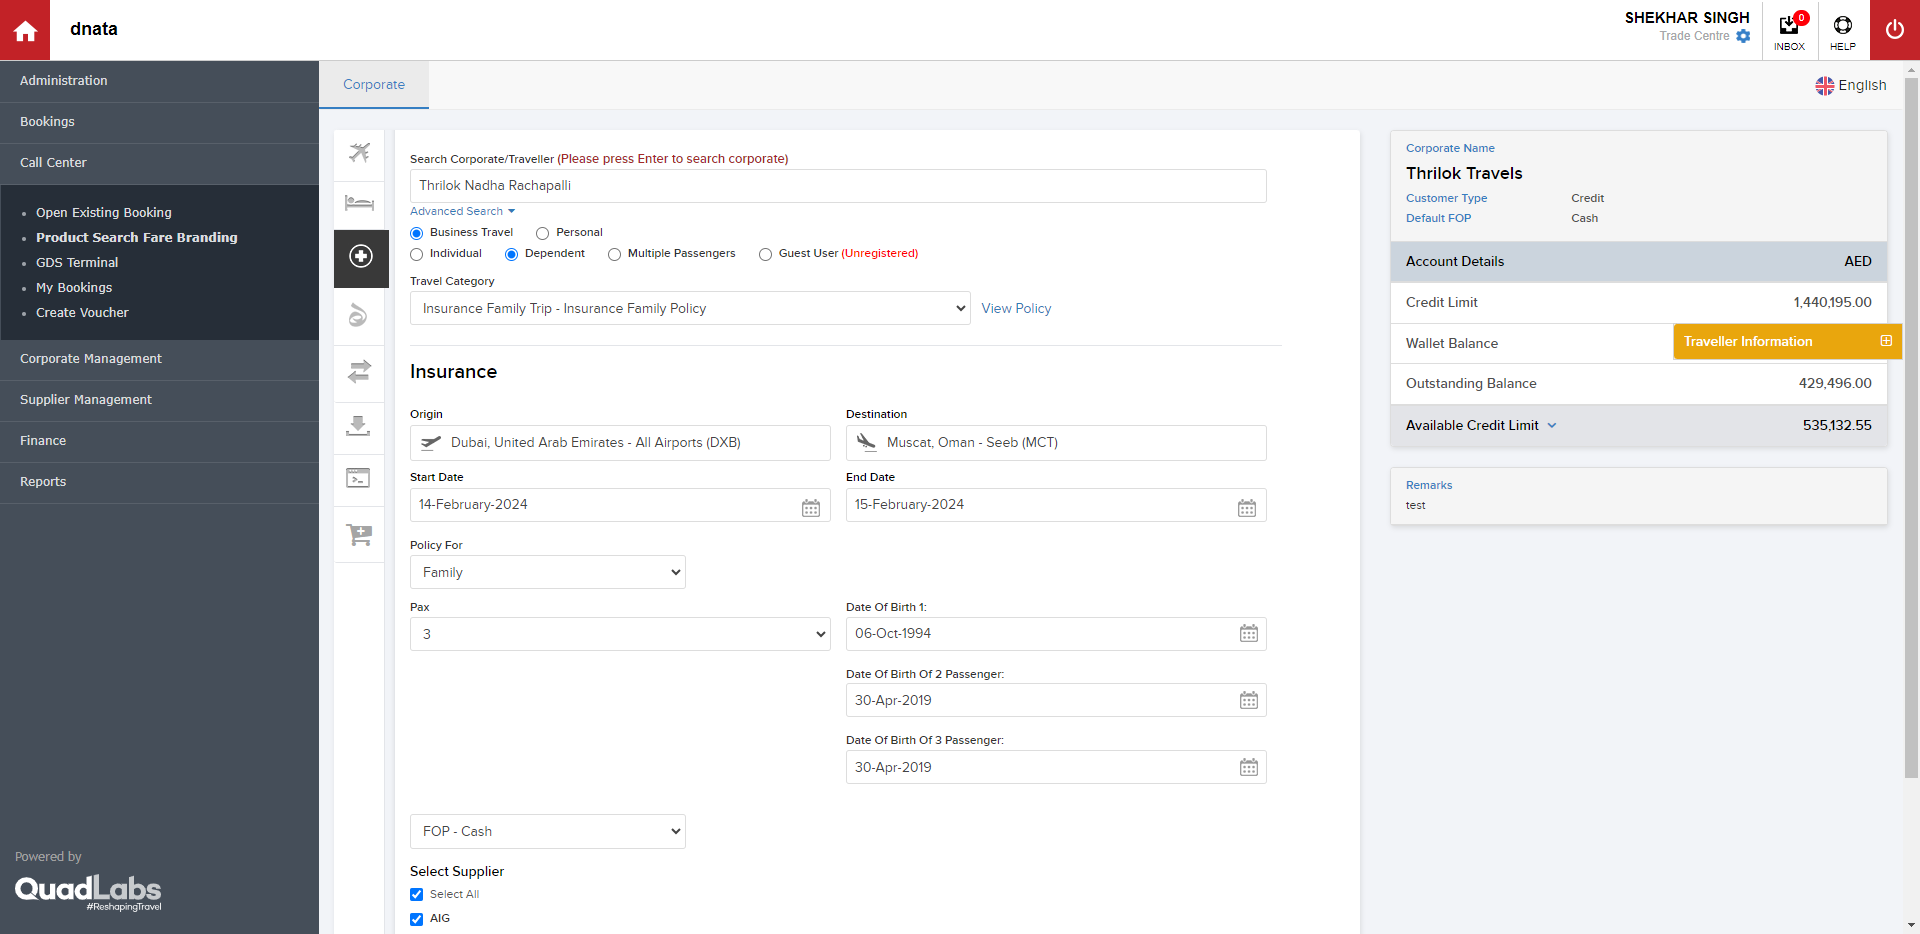 dnata
SHEKHAR SINGH
Trade Centre
0
INBOX
HELP
Administration
Bookings
Call Center
Open Existing Booking
Product Search Fare Branding
GDS Terminal
My Bookings
Create Voucher
Corporate Management
Supplier Management
Finance
Reports
Powered by
QuadLabs
#ReshapingTravel
Corporate
English
Search Corporate/Traveller (Please press Enter to search corporate)
Thrilok Nadha Rachapalli
Advanced Search
Business Travel Personal
Individual Dependent Multiple Passengers Guest User (Unregistered)
Travel Category
Insurance Family Trip - Insurance Family Policy View Policy
Insurance
Origin Destination
Dubai, United Arab Emirates - All Airports (DXB) Muscat, Oman - Seeb (MCT)
Start Date End Date
14-February-2024 15-February-2024
Policy For
Family
Pax Date Of Birth 1:
3 06-Oct-1994
Date Of Birth Of 2 Passenger:
30-Apr-2019
Date Of Birth Of 3 Passenger:
30-Apr-2019
FOP - Cash
Select Supplier
Select All
AIG
Corporate Name
Thrilok Travels
Customer Type Credit
Default FOP Cash
Account Details AED
Credit Limit 1,440,195.00
Wallet Balance
Traveller Information
Outstanding Balance 429,496.00
Available Credit Limit 535,132.55
Remarks
test